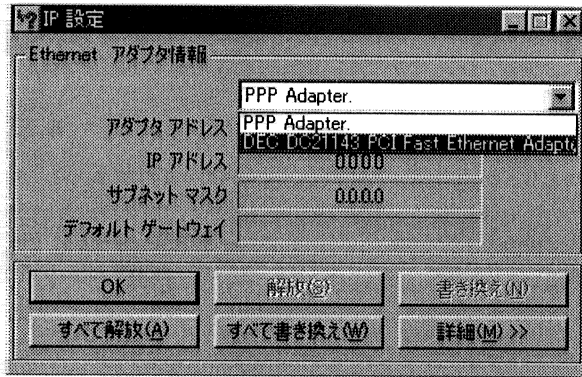 IP 設定
Ethernet アダプタ情報
PPP Adapter.
アダプタ アドレス
PPP Adapter.
DEC DC21143 PCI Fast Ethernet Adapte
IP アドレス
0.0.0.0
サブネット マスク
0.0.0.0
デフォルト ゲートウェイ
OK
解放(S)
書き換え(N)
すべて解放(A)
すべて書き換え(W)
詳細(M) >>